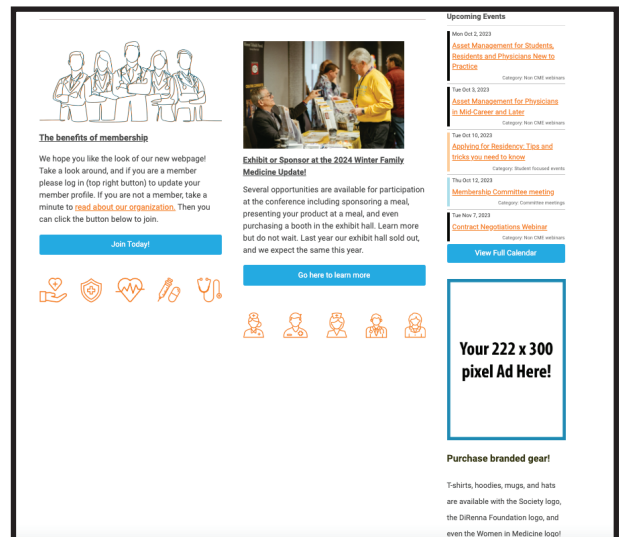 The benefits of membership
We hope you like the look of our new webpage!
Take a look around, and if you are a member
please log in (top right button) to update your
member profile. If you are not a member, take a
minute to read about our organization. Then you
can click the button below to join.
Join Today!
Exhibit or Sponsor at the 2024 Winter Family
Medicine Update!
Several opportunities are available for participation
at the conference including sponsoring a meal,
presenting your product at a meal, and even
purchasing a booth in the exhibit hall. Learn more
but do not wait. Last year our exhibit hall sold out,
and we expect the same this year.
Go here to learn more
Upcoming Events
Mon Oct 2, 2023
Asset Management for Students,
Residents and Physicians New to
Practice
Category: Non CME webinars
Tue Oct 3, 2023
Asset Management for Physicians
in Mid-Career and Later
Category: Non CME webinars
Tue Oct 10, 2023
Applying for Residency: Tips and
tricks you need to know
Category: Student focused events
Thu Oct 12, 2023
Membership Committee meeting
Category: Committee meetings
Tue Nov 7, 2023
Contract Negotiations Webinar
Category: Non CME webinars
View Full Calendar
Your 222 x 300
pixel Ad Here!
Purchase branded gear!
T-shirts, hoodies, mugs, and hats
are available with the Society logo,
the DiRenna Foundation logo, and
even the Women in Medicine logo!